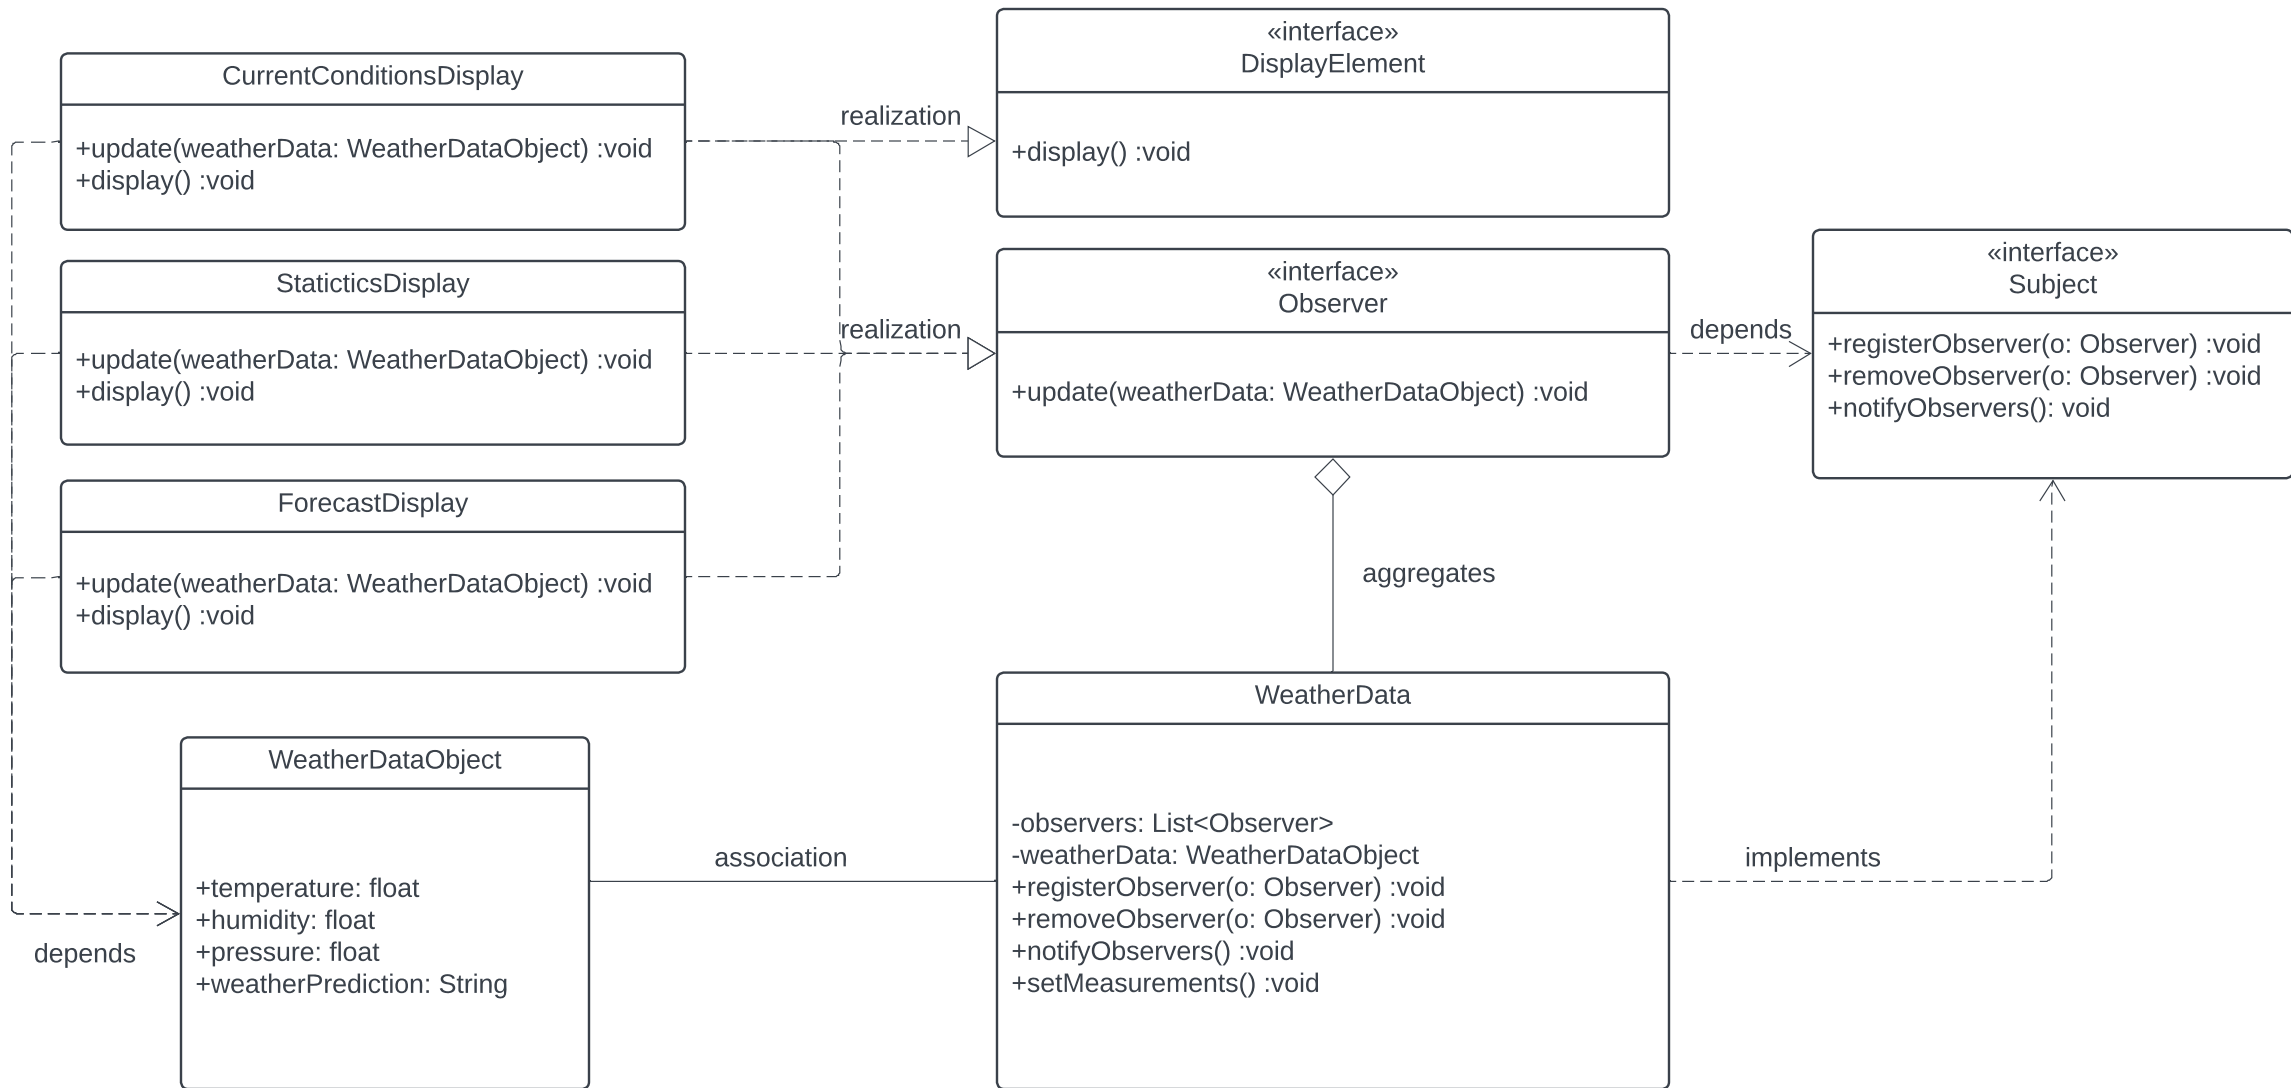 CurrentConditionsDisplay
+update(weatherData: WeatherDataObject) :void
+display() :void
realization
«interface»
DisplayElement
+display() :void
StaticticsDisplay
+update(weatherData: WeatherDataObject) :void
+display() :void
realization
«interface»
Observer
+update(weatherData: WeatherDataObject) :void
depends
«interface»
Subject
+registerObserver(o: Observer) :void
+removeObserver(o: Observer) :void
+notifyObservers(): void
ForecastDisplay
+update(weatherData: WeatherDataObject) :void
+display() :void
aggregates
WeatherDataObject
+temperature: float
+humidity: float
+pressure: float
+weatherPrediction: String
depends
association
WeatherData
-observers: List<Observer>
-weatherData: WeatherDataObject
+registerObserver(o: Observer) :void
+removeObserver(o: Observer) :void
+notifyObservers() :void
+setMeasurements() :void
implements